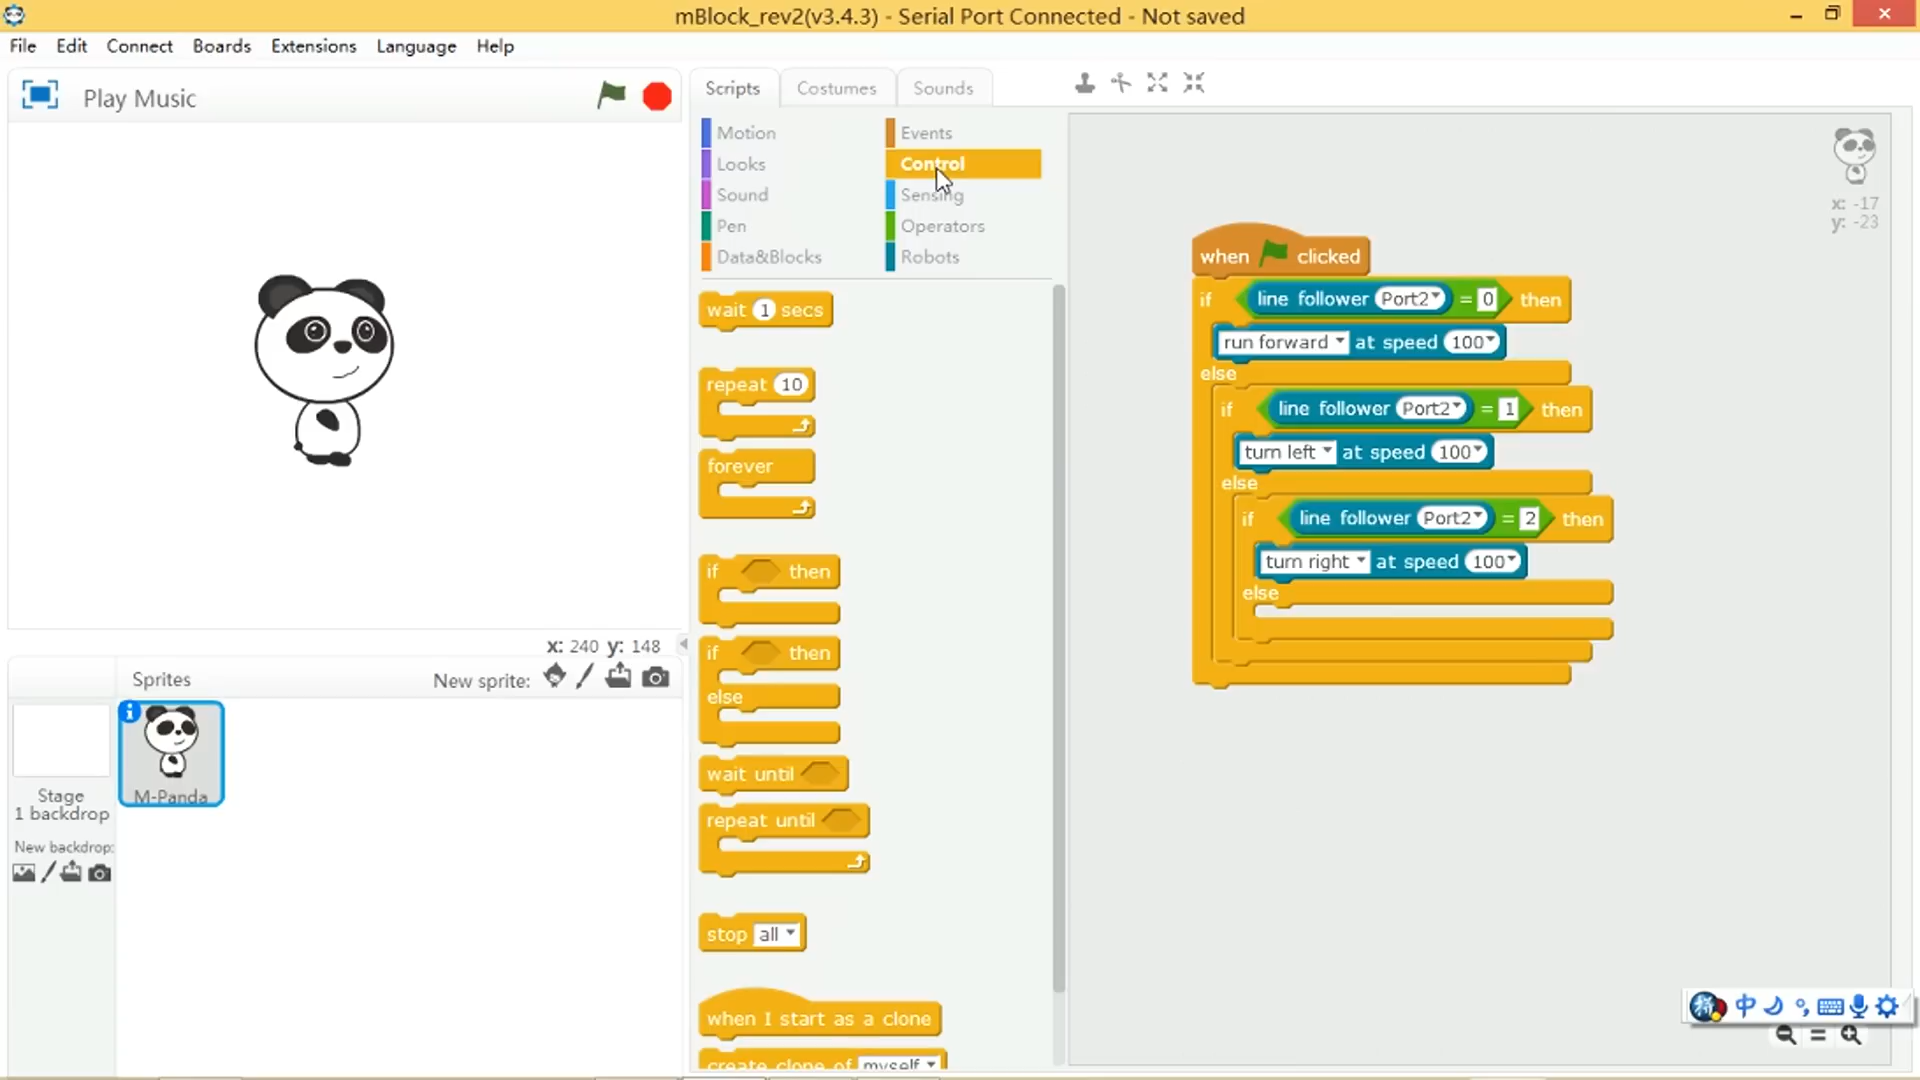 mBlock_rev2(v3.4.3) - Serial Port Connected - Not saved
File Edit Connect Boards Extensions Language Help
Play Music
Scripts Costumes Sounds
Motion Events
Looks Control
Sound Sensing
Pen Operators
Data&Blocks Robots
wait 1 secs
repeat 10
forever
if then
if then
else
wait until
repeat until
stop all
when I start as a clone
create clone of myself
x: -17
y: -23
when clicked
if line follower Port2 = 0 then
run forward at speed 100
else
if line follower Port2 = 1 then
turn left at speed 100
else
if line follower Port2 = 2 then
turn right at speed 100
else
x: 240 y: 148
Sprites New sprite:
M-Panda
Stage
1 backdrop
New backdrop:
中